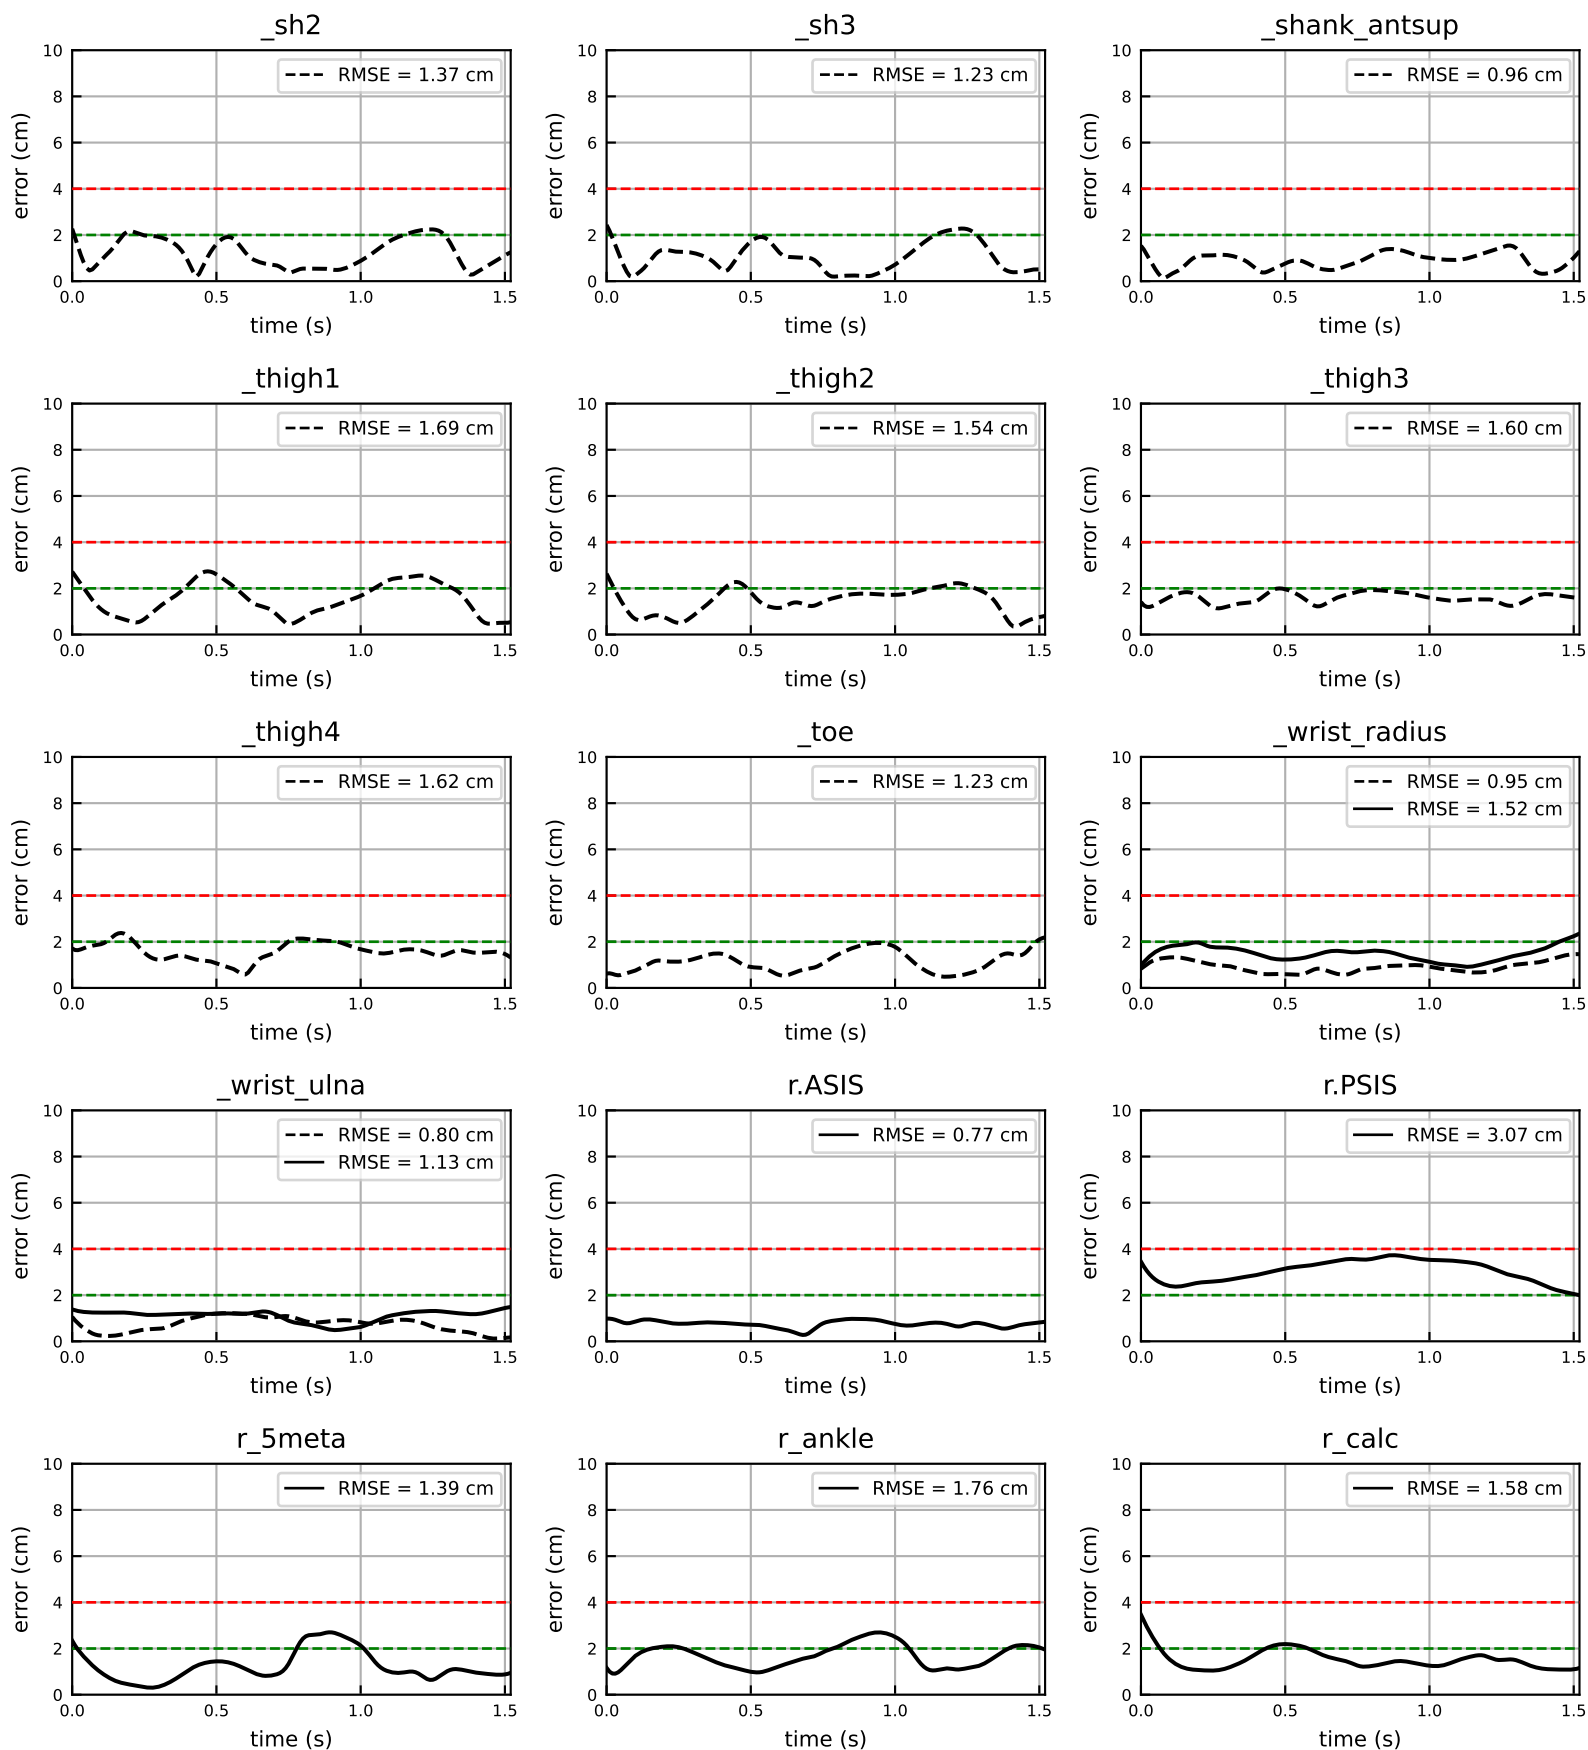 _sh2
_sh3
_shank_antsup
RMSE = 1.37 cm
RMSE = 1.23 cm
RMSE = 0.96 cm
error (cm)
error (cm)
error (cm)
10
8
6
4
2
0
10
8
6
4
2
0
10
8
6
4
2
0
0.0 0.5 1.0 1.5
0.0 0.5 1.0 1.5
0.0 0.5 1.0 1.5
time (s)
time (s)
time (s)
_thigh1
_thigh2
_thigh3
RMSE = 1.69 cm
RMSE = 1.54 cm
RMSE = 1.60 cm
error (cm)
error (cm)
error (cm)
10
8
6
4
2
0
10
8
6
4
2
0
10
8
6
4
2
0
0.0 0.5 1.0 1.5
0.0 0.5 1.0 1.5
0.0 0.5 1.0 1.5
time (s)
time (s)
time (s)
_thigh4
_toe
_wrist_radius
RMSE = 1.62 cm
RMSE = 1.23 cm
RMSE = 0.95 cm
RMSE = 1.52 cm
error (cm)
error (cm)
error (cm)
10
8
6
4
2
0
10
8
6
4
2
0
10
8
6
4
2
0
0.0 0.5 1.0 1.5
0.0 0.5 1.0 1.5
0.0 0.5 1.0 1.5
time (s)
time (s)
time (s)
_wrist_ulna
r.ASIS
r.PSIS
RMSE = 0.80 cm
RMSE = 1.13 cm
RMSE = 0.77 cm
RMSE = 3.07 cm
error (cm)
error (cm)
error (cm)
10
8
6
4
2
0
10
8
6
4
2
0
10
8
6
4
2
0
0.0 0.5 1.0 1.5
0.0 0.5 1.0 1.5
0.0 0.5 1.0 1.5
time (s)
time (s)
time (s)
r_5meta
r_ankle
r_calc
RMSE = 1.39 cm
RMSE = 1.76 cm
RMSE = 1.58 cm
error (cm)
error (cm)
error (cm)
10
8
6
4
2
0
10
8
6
4
2
0
10
8
6
4
2
0
0.0 0.5 1.0 1.5
0.0 0.5 1.0 1.5
0.0 0.5 1.0 1.5
time (s)
time (s)
time (s)